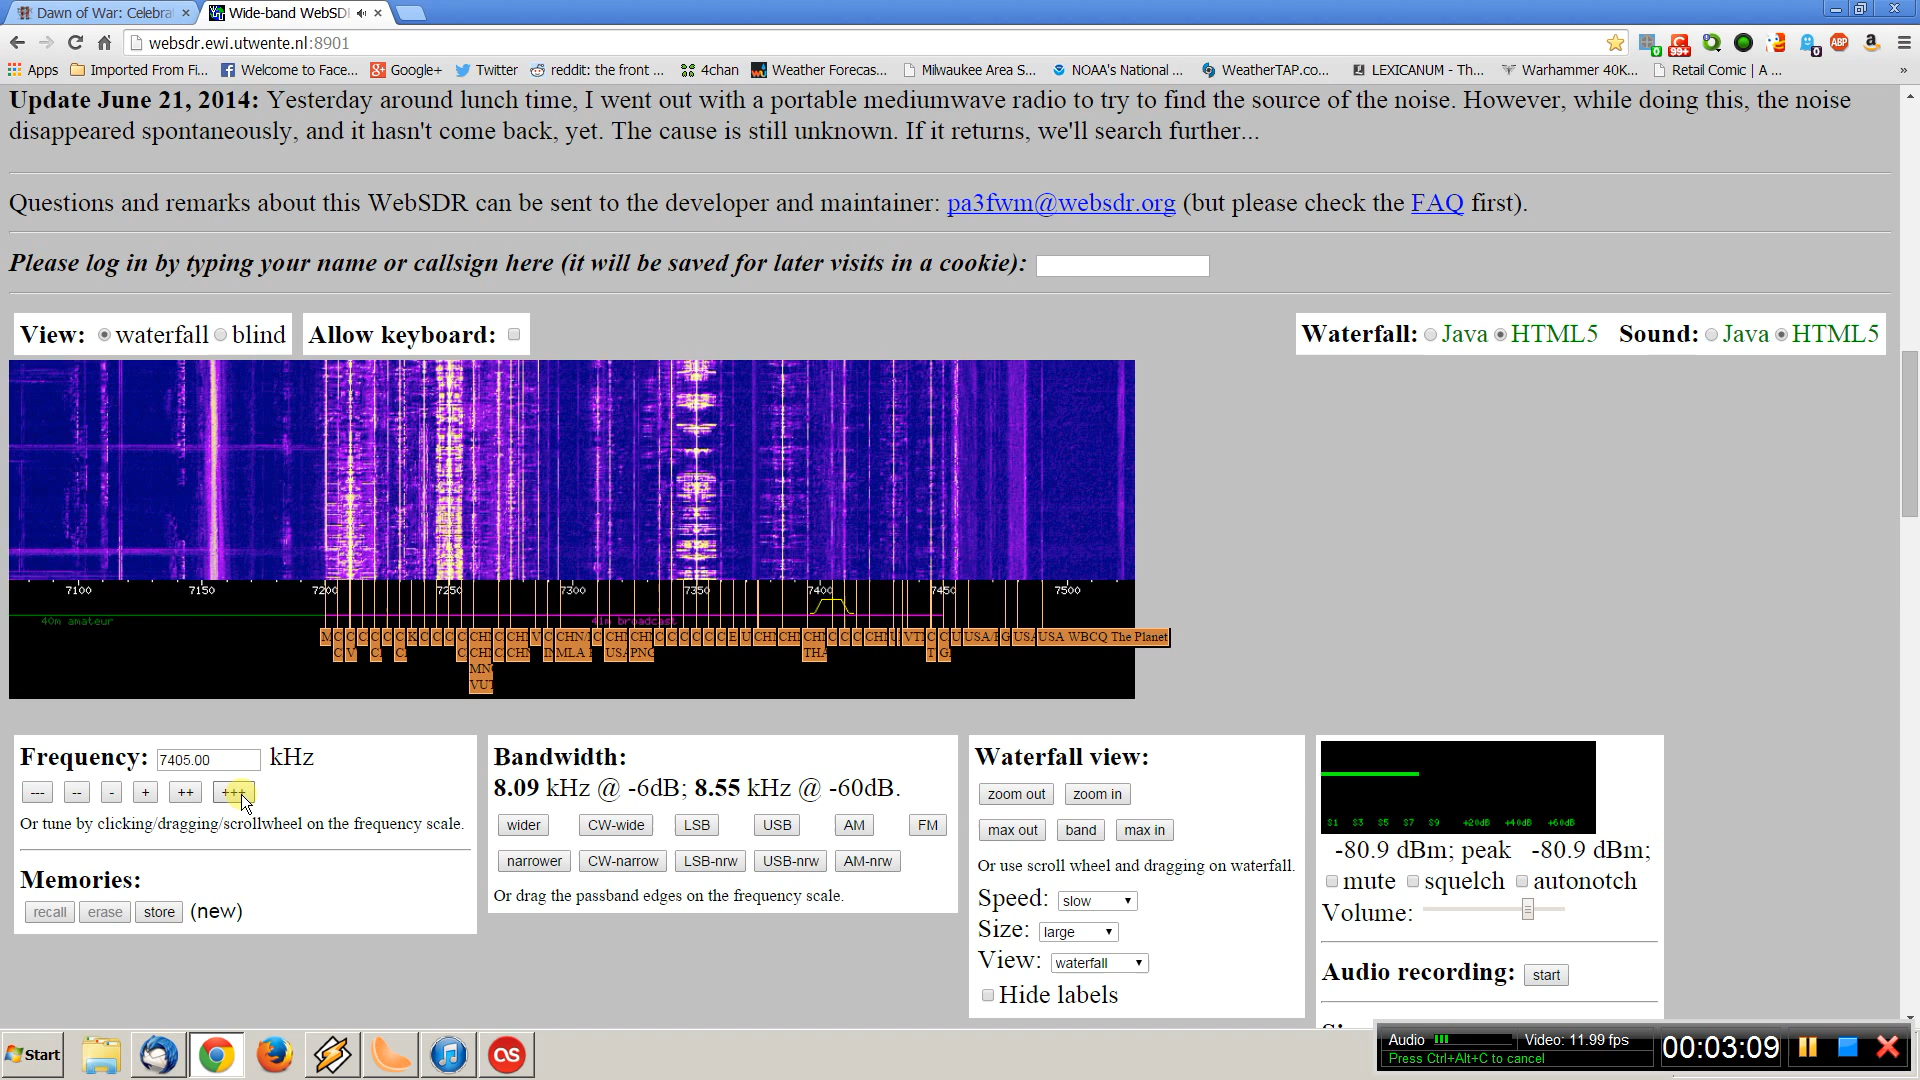 Dawn of War: Celebra
Wide-band WebSD
websdr.ewi.utwente.nl:8901
Apps
Imported From Fi...
Welcome to Face...
Google+
Twitter
reddit: the front ...
4chan
Weather Forecas...
Milwaukee Area S...
NOAA's National ...
WeatherTAP.co...
LEXICANUM - Th...
Warhammer 40K...
Retail Comic | A ...
Update June 21, 2014: Yesterday around lunch time, I went out with a portable mediumwave radio to try to find the source of the noise. However, while doing this, the noise
disappeared spontaneously, and it hasn't come back, yet. The cause is still unknown. If it returns, we'll search further...
Questions and remarks about this WebSDR can be sent to the developer and maintainer: pa3fwm@websdr.org (but please check the FAQ first).
Please log in by typing your name or callsign here (it will be saved for later visits in a cookie):
View: waterfall blind Allow keyboard:
Waterfall: Java HTML5 Sound: Java HTML5
7100 7150 7200 7250 7300 7350 7400 7450 7500
40m amateur 41m broadcast
USA WBCQ The Planet
Frequency: 7405.00 kHz
--- -- - + ++ +++
Or tune by clicking/dragging/scrollwheel on the frequency scale.
Memories:
recall erase store (new)
Bandwidth:
8.09 kHz @ -6dB; 8.55 kHz @ -60dB.
wider CW-wide LSB USB AM FM
narrower CW-narrow LSB-nrw USB-nrw AM-nrw
Or drag the passband edges on the frequency scale.
Waterfall view:
zoom out zoom in
max out band max in
Or use scroll wheel and dragging on waterfall.
Speed: slow
Size: large
View: waterfall
Hide labels
S1 S3 S5 S7 S9 +20dB +40dB +60dB
-80.9 dBm; peak -80.9 dBm;
mute squelch autonotch
Volume:
Audio recording: start
Start
Audio Video: 11.99 fps
Press Ctrl+Alt+C to cancel
00:03:09